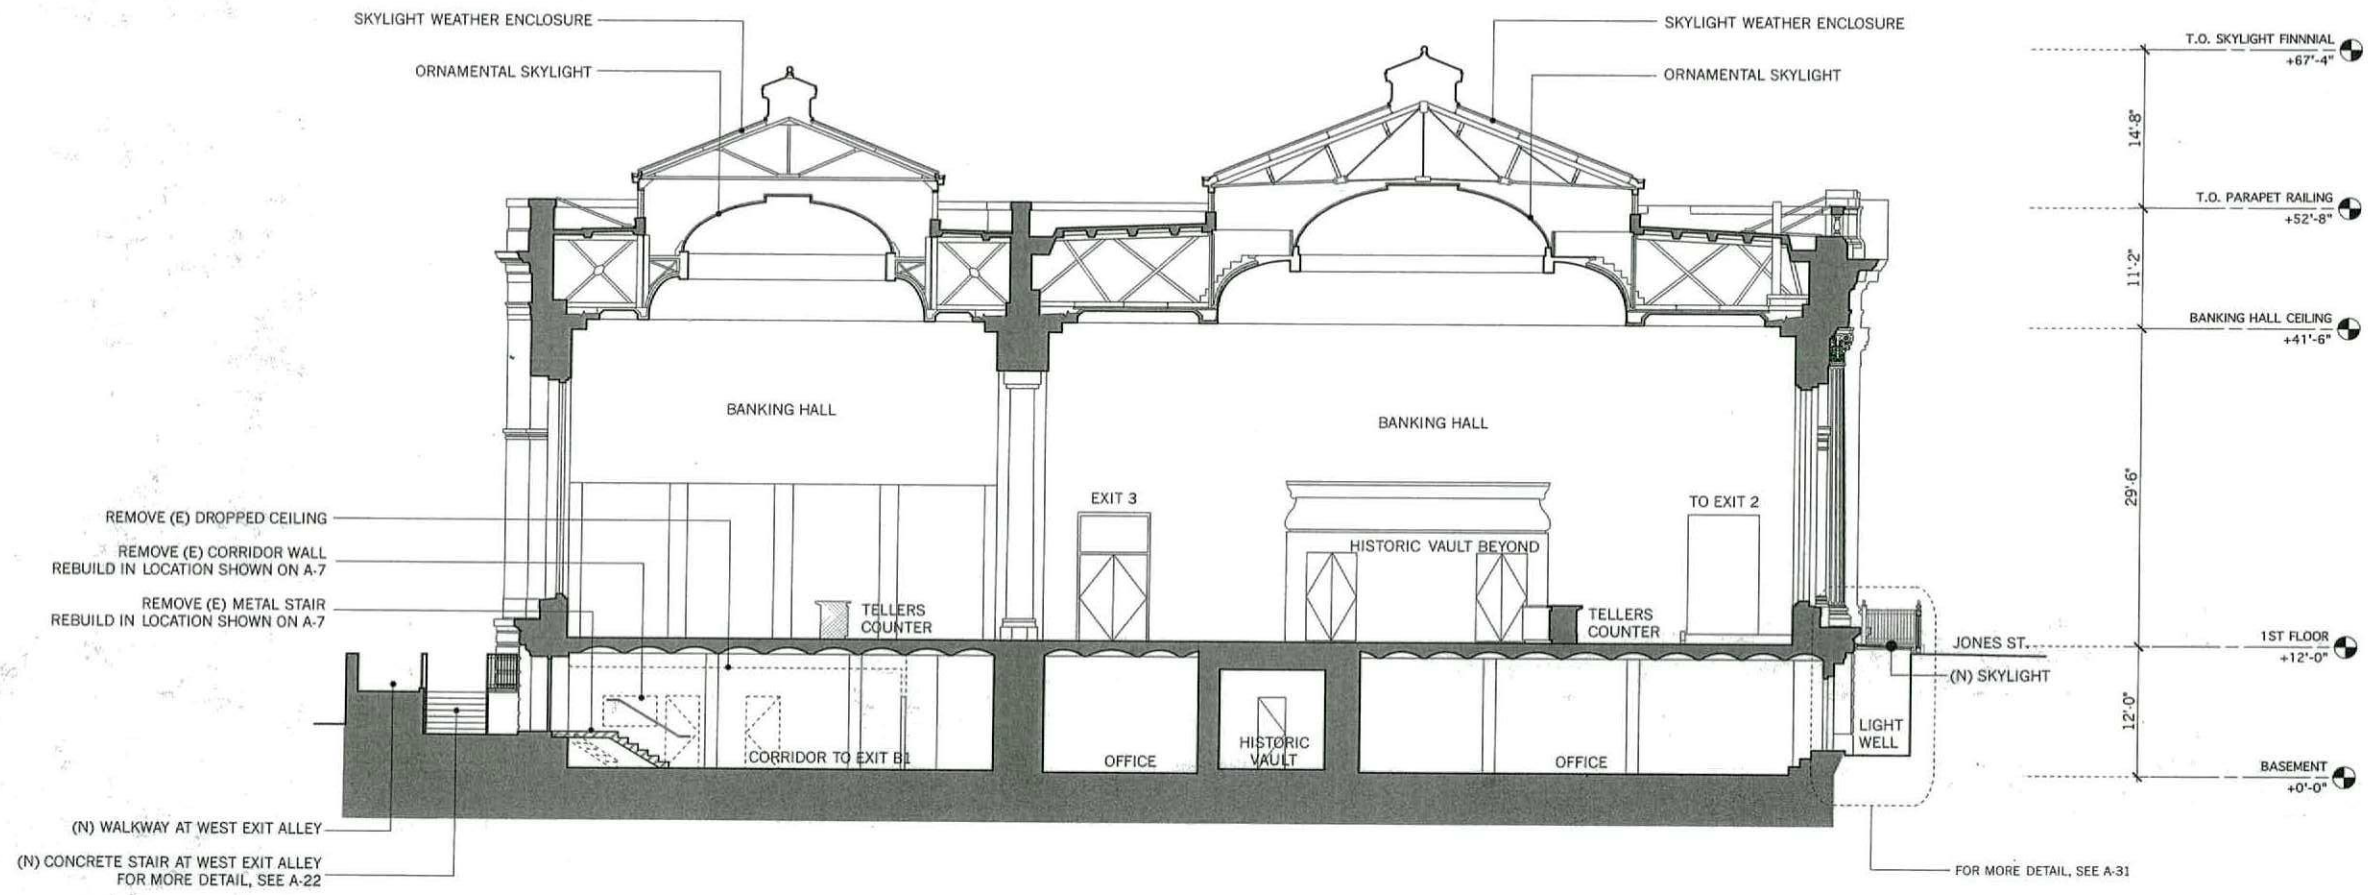 SKYLIGHT WEATHER ENCLOSURE
ORNAMENTAL SKYLIGHT
SKYLIGHT WEATHER ENCLOSURE
ORNAMENTAL SKYLIGHT
T.O. SKYLIGHT FINNNIAL
+67'-4"
14'-8"
T.O. PARAPET RAILING
+52'-8"
11'-2"
BANKING HALL CEILING
+41'-6"
BANKING HALL
BANKING HALL
29'-6"
REMOVE (E) DROPPED CEILING
REMOVE (E) CORRIDOR WALL
REBUILD IN LOCATION SHOWN ON A-7
REMOVE (E) METAL STAIR
REBUILD IN LOCATION SHOWN ON A-7
EXIT 3
TO EXIT 2
HISTORIC VAULT BEYOND
TELLERS
COUNTER
TELLERS
COUNTER
JONES ST.
(N) SKYLIGHT
1ST FLOOR
+12'-0"
12'-0"
LIGHT
WELL
CORRIDOR TO EXIT B1
OFFICE
HISTORIC
VAULT
OFFICE
BASEMENT
+0'-0"
(N) WALKWAY AT WEST EXIT ALLEY
(N) CONCRETE STAIR AT WEST EXIT ALLEY
FOR MORE DETAIL, SEE A-22
FOR MORE DETAIL, SEE A-31